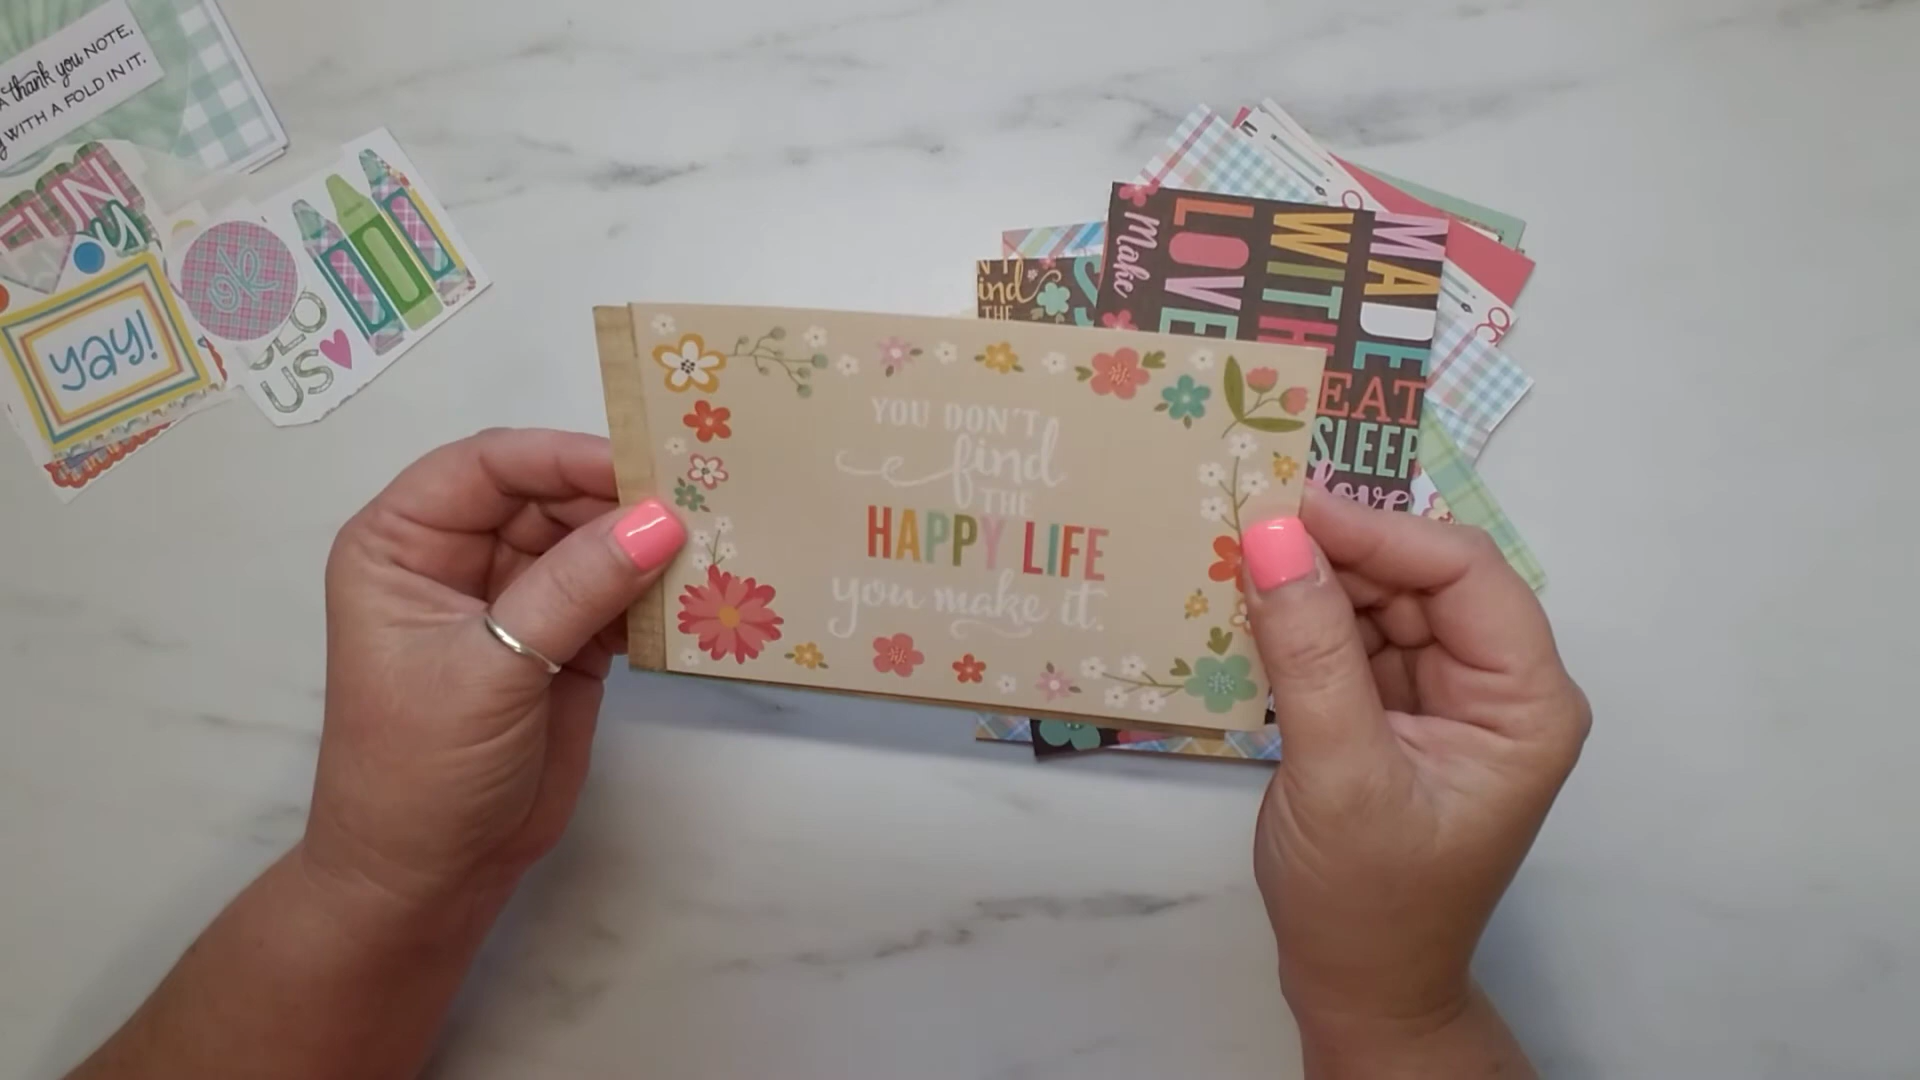 thank you NOTE,
WITH A FOLD IN IT.
FUN
yay!
ok
US
YOU DON'T
find
THE
HAPPY LIFE
you make it.
ind
THE
Make
LOVE
WITH
MADE
EAT
SLEEP
love